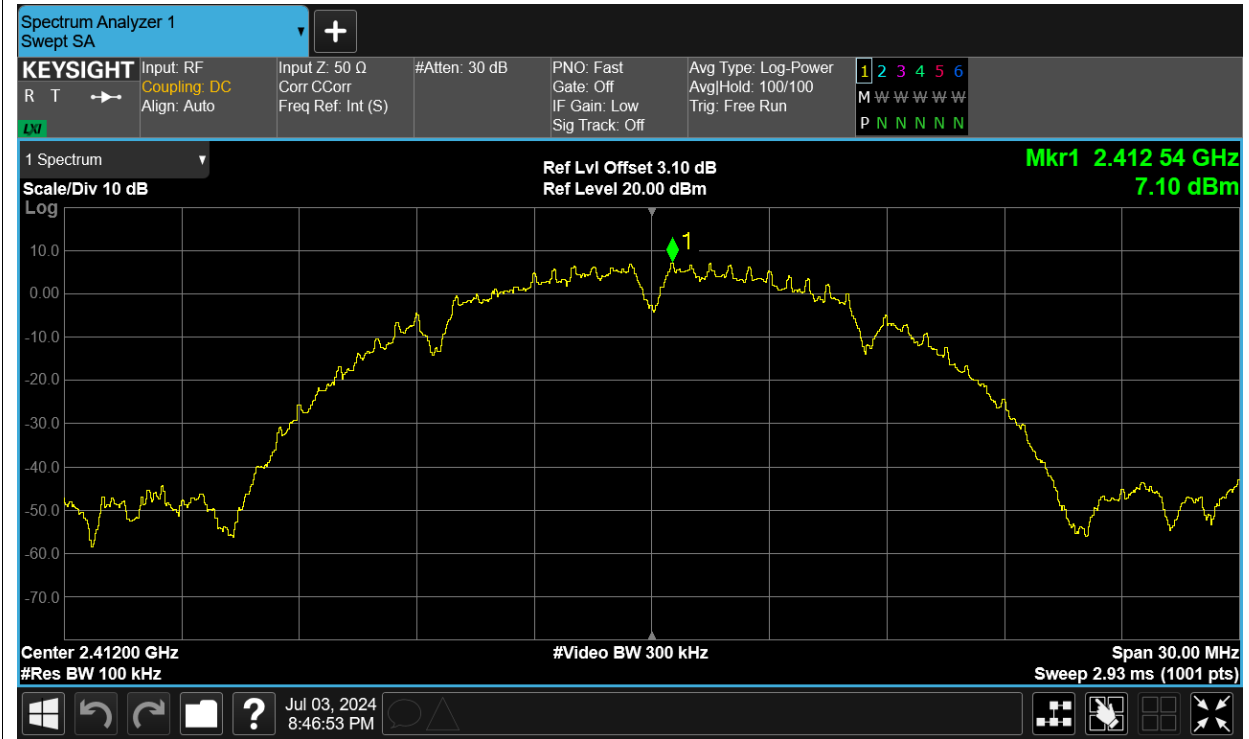 Spectrum Analyzer 1
Swept SA
+
KEYSIGHT
R T
LXI
Input: RF
Coupling: DC
Align: Auto
Input Z: 50 Ω
Corr CCorr
Freq Ref: Int (S)
#Atten: 30 dB
PNO: Fast
Gate: Off
IF Gain: Low
Sig Track: Off
Avg Type: Log-Power
Avg|Hold: 100/100
Trig: Free Run
1 2 3 4 5 6
M W W W W W
P N N N N N
1 Spectrum
Scale/Div 10 dB
Log
Ref Lvl Offset 3.10 dB
Ref Level 20.00 dBm
Mkr1 2.412 54 GHz
7.10 dBm
1
10.0
0.00
-10.0
-20.0
-30.0
-40.0
-50.0
-60.0
-70.0
Center 2.41200 GHz
#Res BW 100 kHz
#Video BW 300 kHz
Span 30.00 MHz
Sweep 2.93 ms (1001 pts)
?
Jul 03, 2024
8:46:53 PM